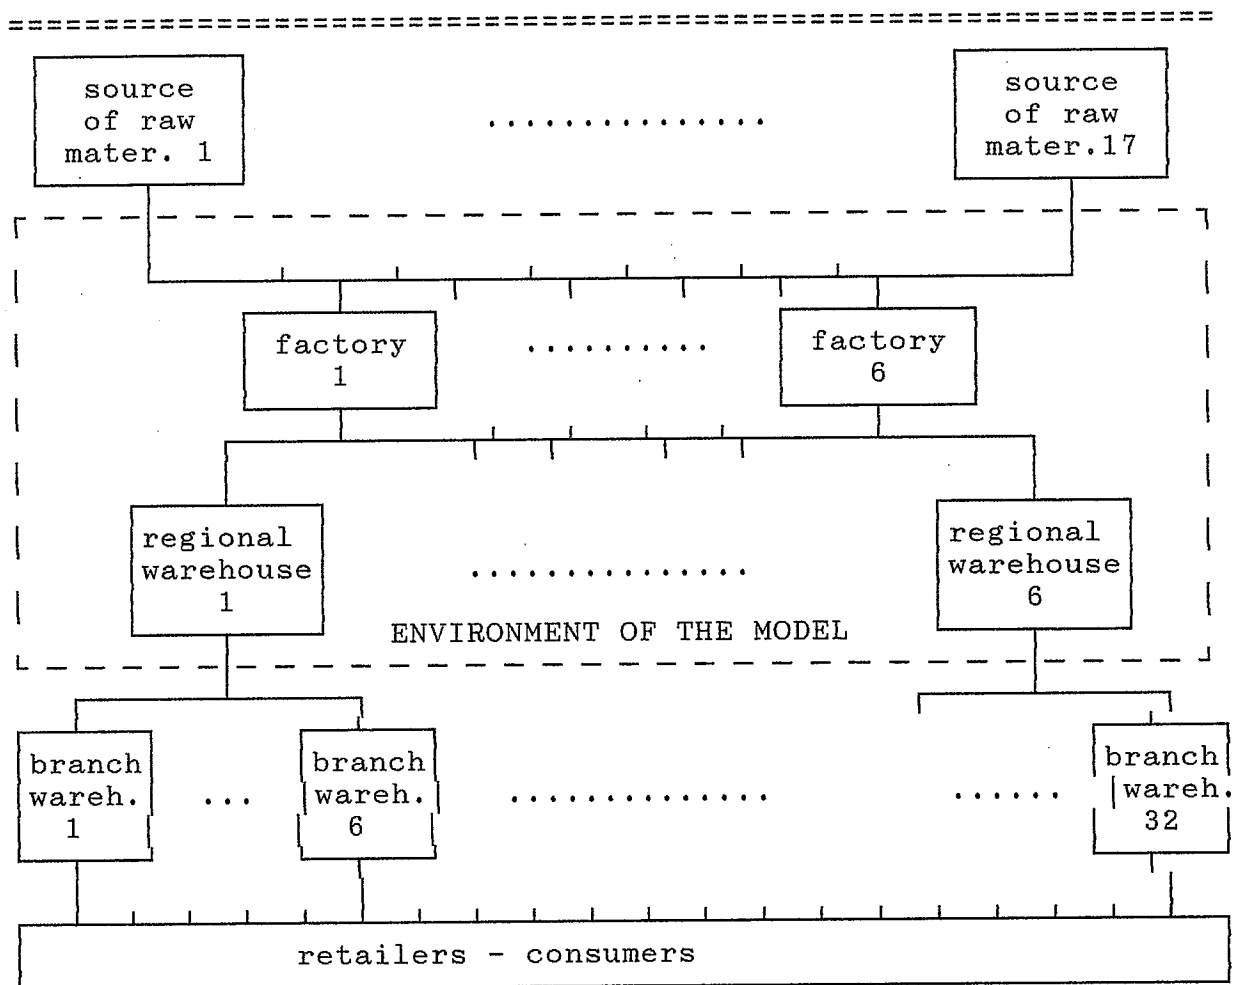 source
of raw
mater. 1
...............
source
of raw
mater.17
factory
1
..........
factory
6
regional
warehouse
1
...............
regional
warehouse
6
ENVIRONMENT OF THE MODEL
branch
wareh.
1
...
branch
wareh.
6
..............
......
branch
wareh.
32
retailers - consumers